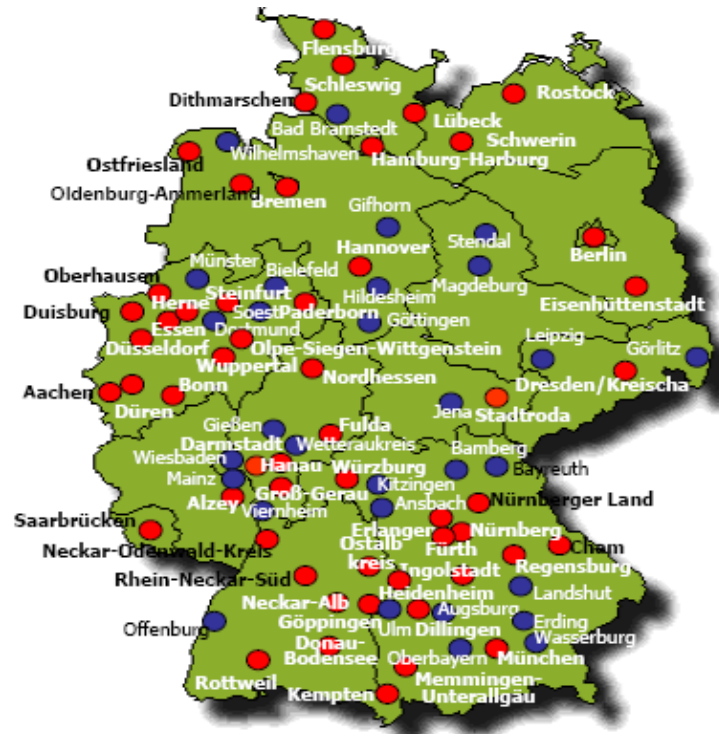 Flensburg
Schleswig
Dithmarschen
Rostock
Lübeck
Bad Bramstedt
Schwerin
Wilhelmshaven
Hamburg-Harburg
Ostfriesland
Oldenburg-Ammerland
Bremen
Gifhorn
Hannover
Stendal
Berlin
Münster
Bielefeld
Oberhausen
Magdeburg
Steinfurt
Hildesheim
Eisenhüttenstadt
Duisburg
Herne
Soest
Paderborn
Göttingen
Essen
Dortmund
Leipzig
Görlitz
Düsseldorf
Olpe-Siegen-Wittgenstein
Wuppertal
Nordhessen
Dresden/Kreischa
Aachen
Bonn
Düren
Jena
Stadtroda
Gießen
Fulda
Darmstadt
Wetteraukreis
Bamberg
Wiesbaden
Hanau
Würzburg
Bayreuth
Mainz
Kitzingen
Groß-Gerau
Nürnberger Land
Alzey
Viernheim
Ansbach
Saarbrücken
Erlangen
Nürnberg
Neckar-Odenwald-Kreis
Ostalb
kreis
Fürth
Cham
Regensburg
Rhein-Neckar-Süd
Ingolstadt
Heidenheim
Landshut
Neckar-Alb
Augsburg
Göppingen
Ulm
Dillingen
Erding
Offenburg
Wasserburg
Donau-
Bodensee
Oberbayern
München
Rottweil
Memmingen-
Unterallgäu
Kempten